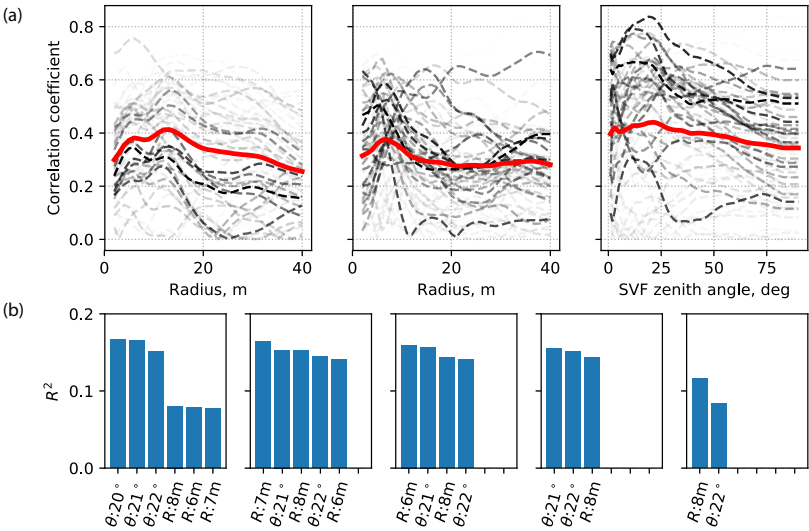 (a)
Correlation coefficient
0.8
0.6
0.4
0.2
0.0
0 20 40
Radius, m
0 20 40
Radius, m
0 25 50 75
SVF zenith angle, deg
(b)
R²
0.2
0.1
0.0
θ:20° θ:21° θ:22° R:8m R:6m R:7m
R:7m θ:21° R:8m θ:22° R:6m
R:6m θ:21° R:8m θ:22°
θ:21° θ:22° R:8m
R:8m θ:22°